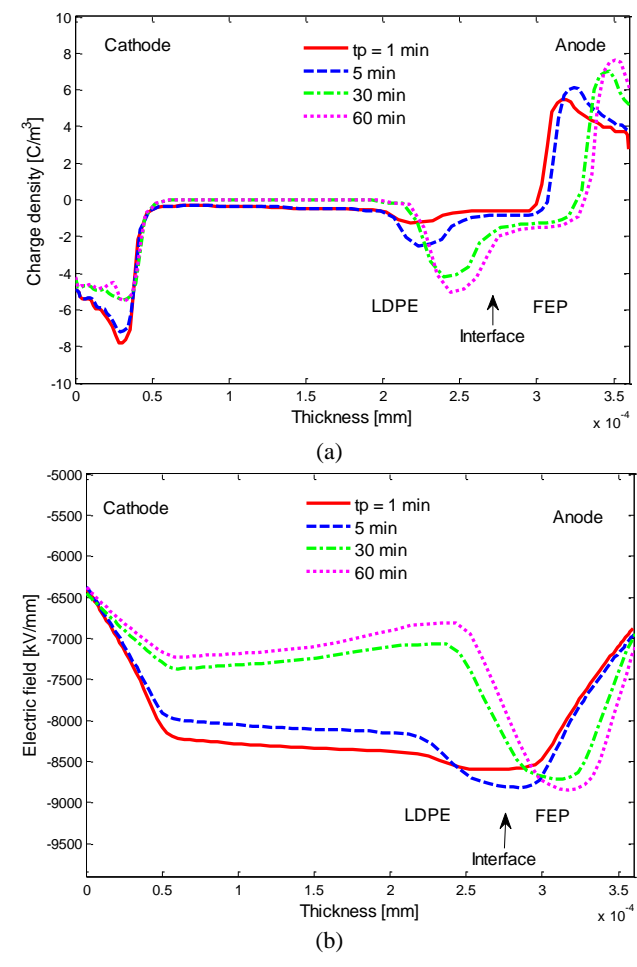 10
8
6
4
2
0
-2
-4
-6
-8
-10
Charge density [C/m³]
Cathode
Anode
tp = 1 min
5 min
30 min
60 min
LDPE
FEP
Interface
0 0.5 1 1.5 2 2.5 3 3.5
Thickness [mm]
x 10⁻⁴
(a)
-5000
-5500
-6000
-6500
-7000
-7500
-8000
-8500
-9000
-9500
Electric field [kV/mm]
Cathode
Anode
tp = 1 min
5 min
30 min
60 min
LDPE
FEP
Interface
0 0.5 1 1.5 2 2.5 3 3.5
Thickness [mm]
x 10⁻⁴
(b)